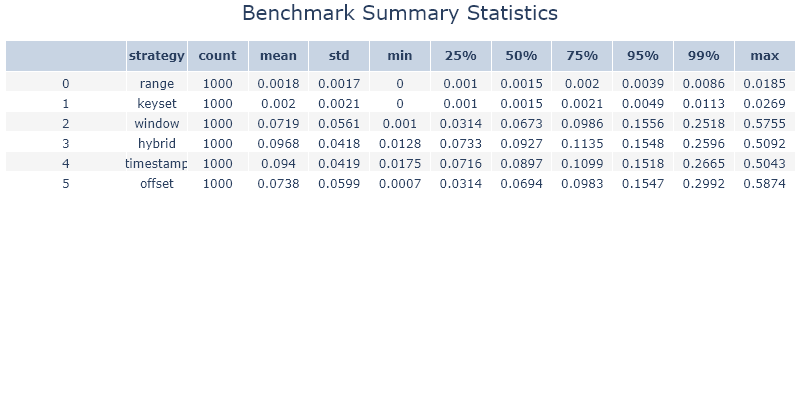 Benchmark Summary Statistics
strategy count mean std min 25% 50% 75% 95% 99% max
0 range 1000 0.0018 0.0017 0 0.001 0.0015 0.002 0.0039 0.0086 0.0185
1 keyset 1000 0.002 0.0021 0 0.001 0.0015 0.0021 0.0049 0.0113 0.0269
2 window 1000 0.0719 0.0561 0.001 0.0314 0.0673 0.0986 0.1556 0.2518 0.5755
3 hybrid 1000 0.0968 0.0418 0.0128 0.0733 0.0927 0.1135 0.1548 0.2596 0.5092
4 timestamp 1000 0.094 0.0419 0.0175 0.0716 0.0897 0.1099 0.1518 0.2665 0.5043
5 offset 1000 0.0738 0.0599 0.0007 0.0314 0.0694 0.0983 0.1547 0.2992 0.5874